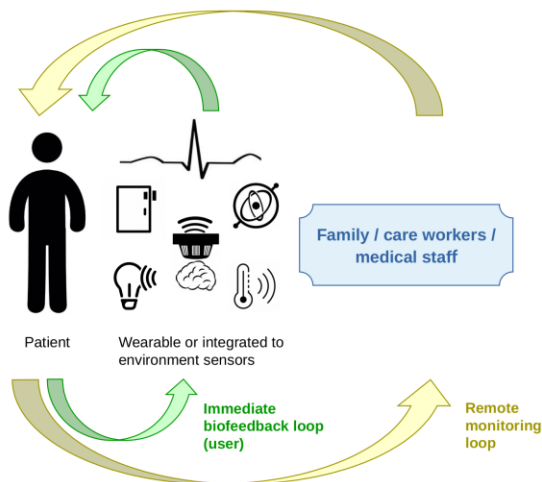 Family / care workers /
medical staff
Patient
Wearable or integrated to
environment sensors
Immediate
biofeedback loop
(user)
Remote
monitoring
loop